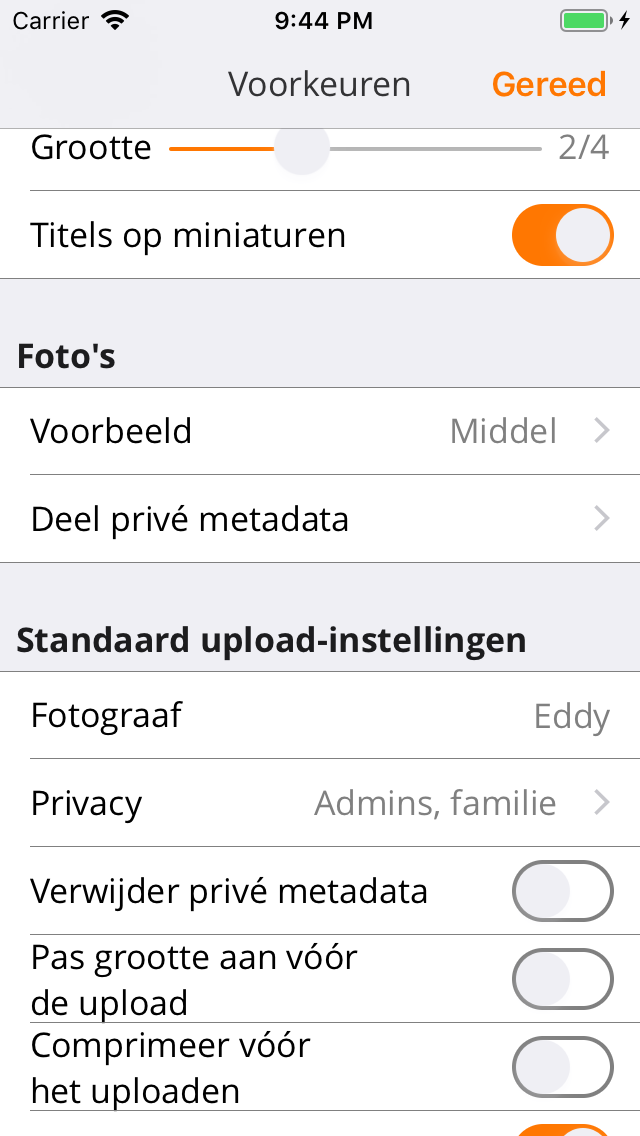 Carrier 9:44 PM
Voorkeuren Gereed
Grootte 2/4
Titels op miniaturen
Foto's
Voorbeeld Middel
Deel privé metadata
Standaard upload-instellingen
Fotograaf Eddy
Privacy Admins, familie
Verwijder privé metadata
Pas grootte aan vóór
de upload
Comprimeer vóór
het uploaden